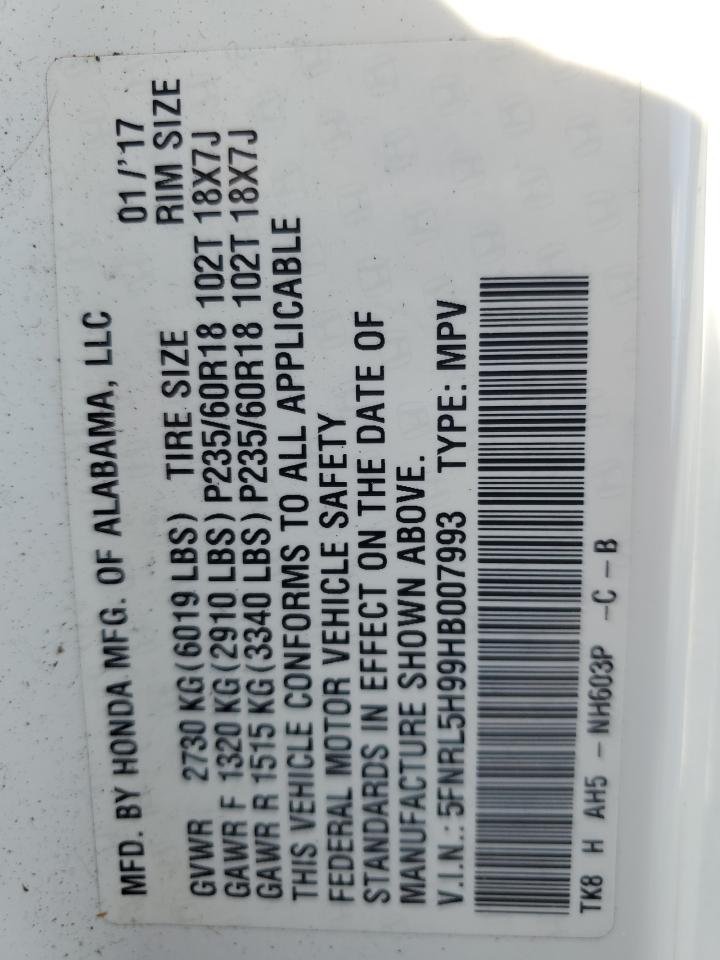 MFD. BY HONDA MFG. OF ALABAMA, LLC 01/'17
GVWR 2730 KG(6019 LBS) TIRE SIZE RIM SIZE
GAWR F 1320 KG(2910 LBS) P235/60R18 102T 18X7J
GAWR R 1515 KG(3340 LBS) P235/60R18 102T 18X7J
THIS VEHICLE CONFORMS TO ALL APPLICABLE
FEDERAL MOTOR VEHICLE SAFETY
STANDARDS IN EFFECT ON THE DATE OF
MANUFACTURE SHOWN ABOVE.
V.I.N.: 5FNRL5H99HB007993 TYPE: MPV
TK8 H AH5 - NH603P -C-B